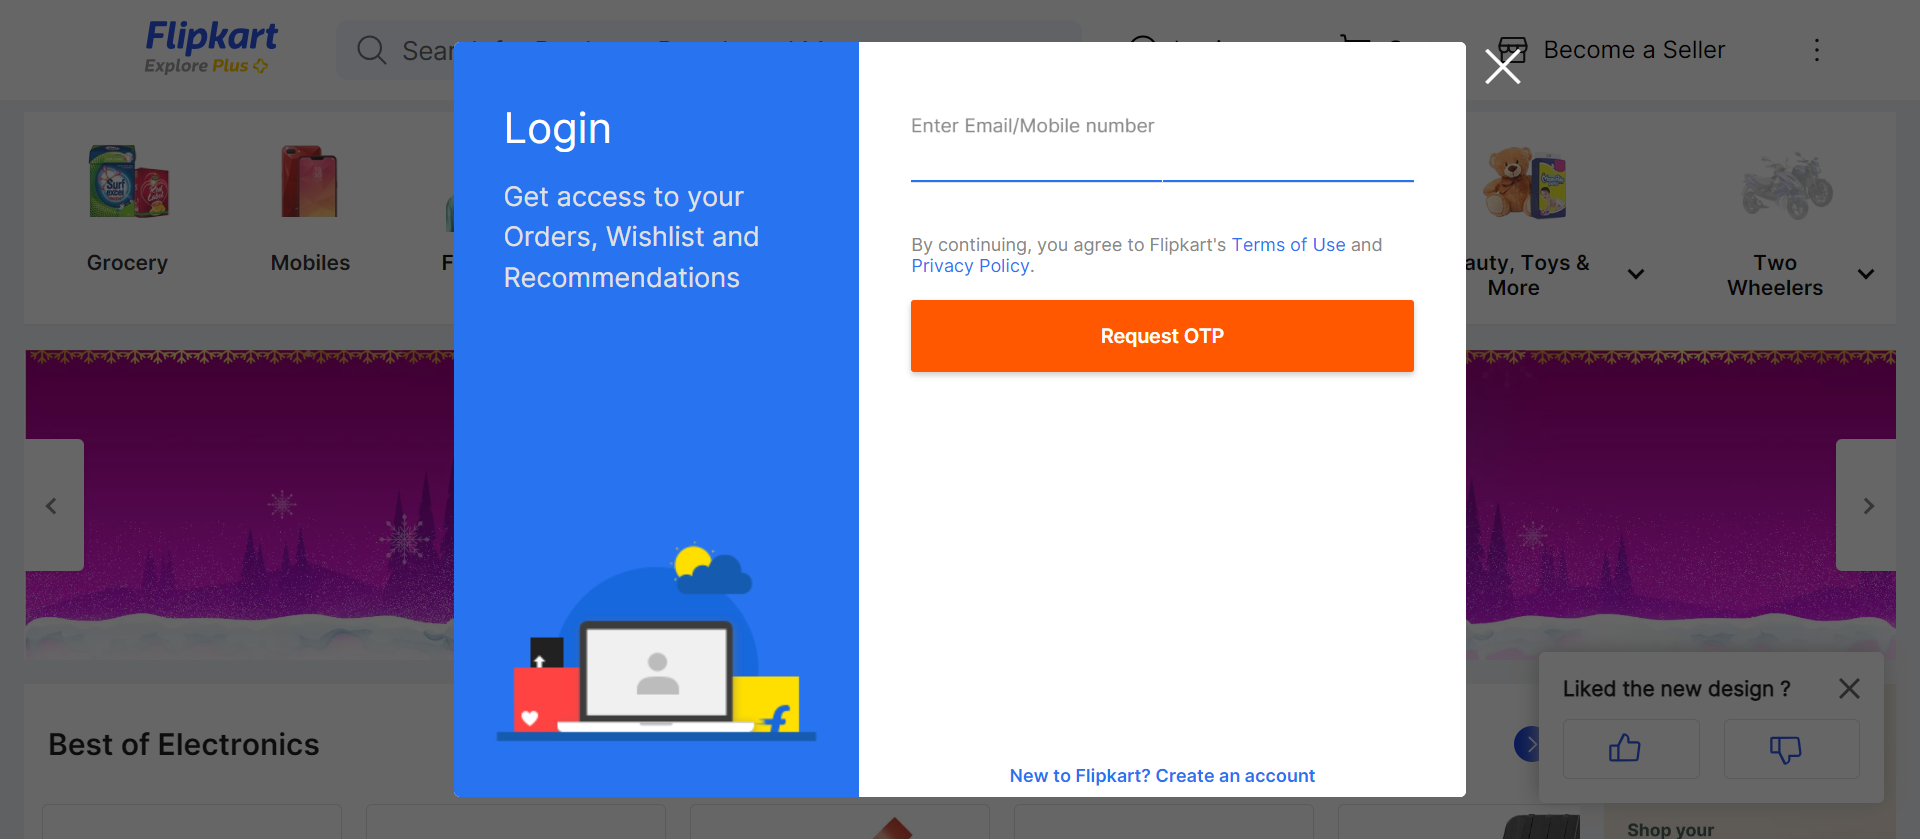 Flipkart
Explore Plus
Become a Seller
Login
Get access to your
Orders, Wishlist and
Recommendations
Enter Email/Mobile number
By continuing, you agree to Flipkart's Terms of Use and
Privacy Policy.
Request OTP
New to Flipkart? Create an account
Surf
excel
Grocery
Mobiles
auty, Toys &
More
Two
Wheelers
Liked the new design ?
Best of Electronics
Shop your